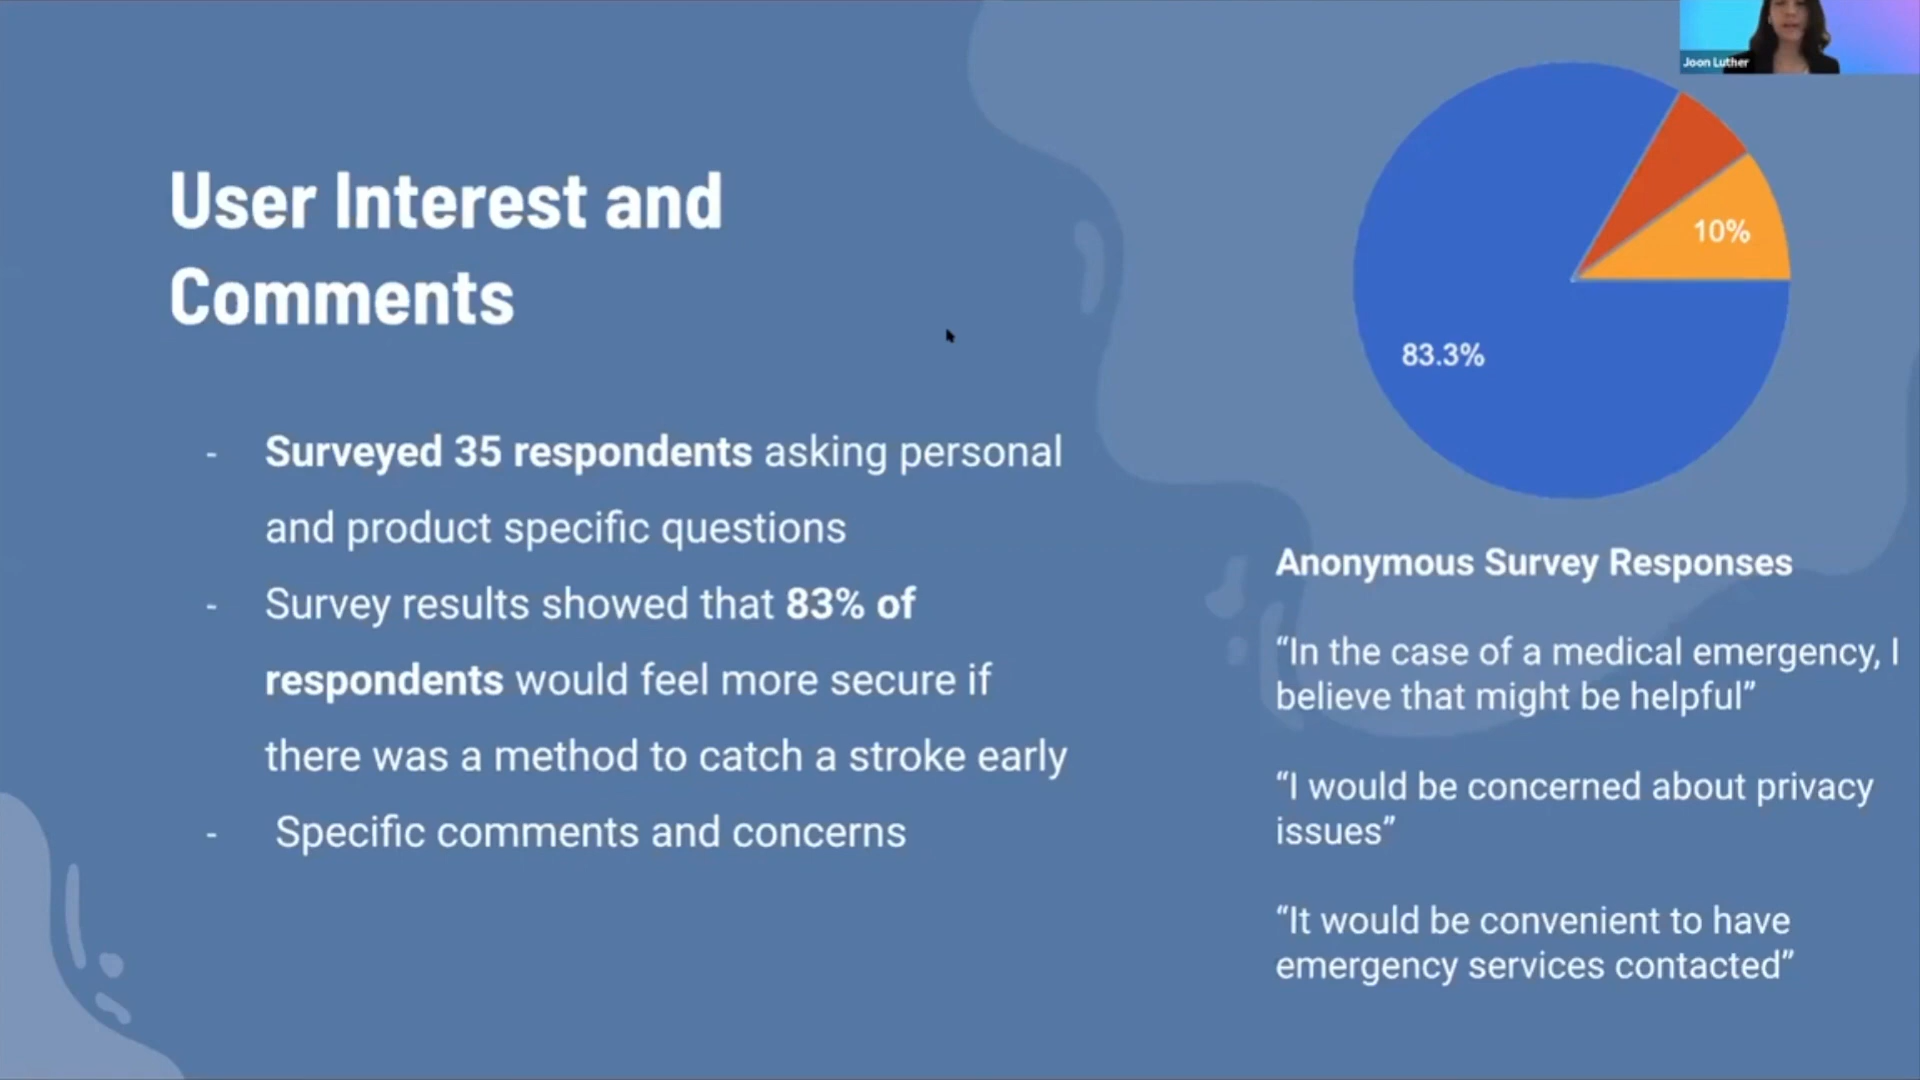 Joon Luther
User Interest and
Comments
- Surveyed 35 respondents asking personal
and product specific questions
- Survey results showed that 83% of
respondents would feel more secure if
there was a method to catch a stroke early
- Specific comments and concerns
10%
83.3%
Anonymous Survey Responses
“In the case of a medical emergency, I
believe that might be helpful”
“I would be concerned about privacy
issues”
“It would be convenient to have
emergency services contacted”